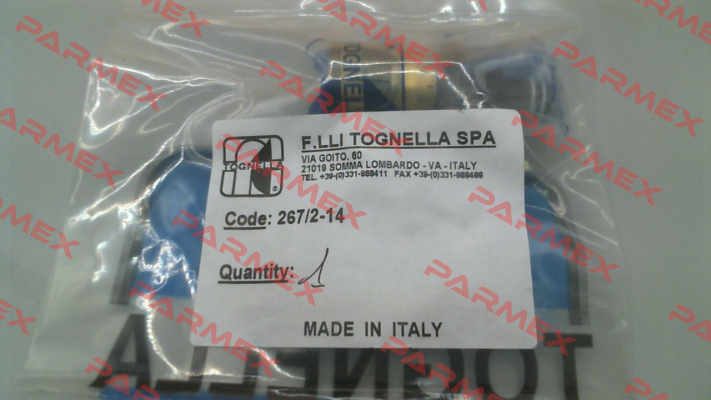 F.LLI TOGNELLA SPA
VIA GOITO. 60
21019 SOMMA LOMBARDO - VA - ITALY
TEL. +39-(0)331-988411 FAX +39-(0)331-988499
TOGNELLA
Code: 267/2-14
Quantity: 1
MADE IN ITALY
TOGNELLA
PARMEX